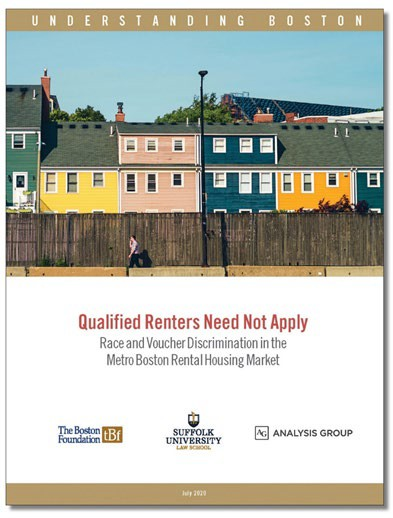 UNDERSTANDING BOSTON
Qualified Renters Need Not Apply
Race and Voucher Discrimination in the
Metro Boston Rental Housing Market
The Boston
Foundation tBf
SUFFOLK
UNIVERSITY
LAW SCHOOL
AG ANALYSIS GROUP
July 2020